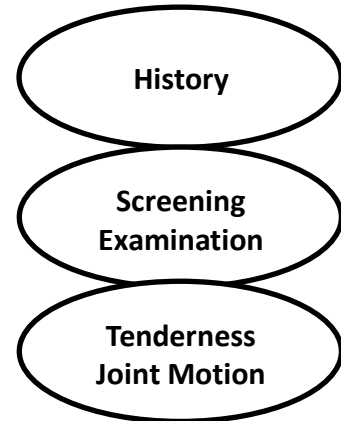 History
Screening
Examination
Tenderness
Joint Motion